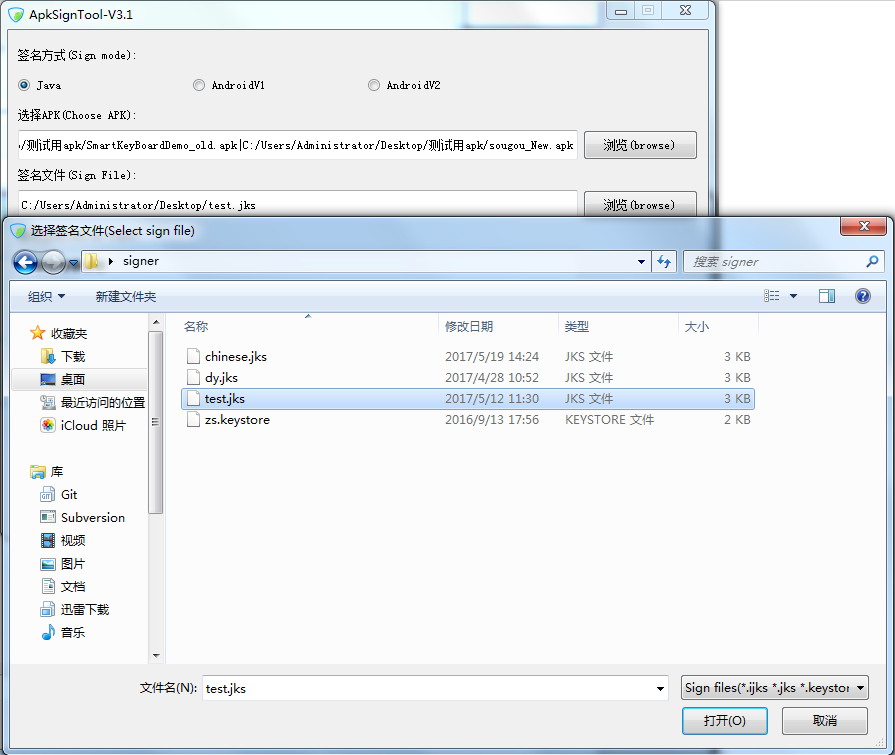 ApkSignTool-V3.1
签名方式(Sign mode):
Java AndroidV1 AndroidV2
选择APK(Choose APK):
/测试用apk/SmartKeyBoardDemo_old.apk|C:/Users/Administrator/Desktop/测试用apk/sougou_New.apk 浏览(browse)
签名文件(Sign File):
C:/Users/Administrator/Desktop/test.jks 浏览(browse)
选择签名文件(Select sign file)
signer 搜索 signer
组织 新建文件夹
名称 修改日期 类型 大小
收藏夹
下载
桌面
最近访问的位置
iCloud 照片
库
Git
Subversion
视频
图片
文档
迅雷下载
音乐
chinese.jks 2017/5/19 14:24 JKS 文件 3 KB
dy.jks 2017/4/28 10:52 JKS 文件 3 KB
test.jks 2017/5/12 11:30 JKS 文件 3 KB
zs.keystore 2016/9/13 17:56 KEYSTORE 文件 2 KB
文件名(N): test.jks Sign files(*.ijks *.jks *.keystor
打开(O) 取消